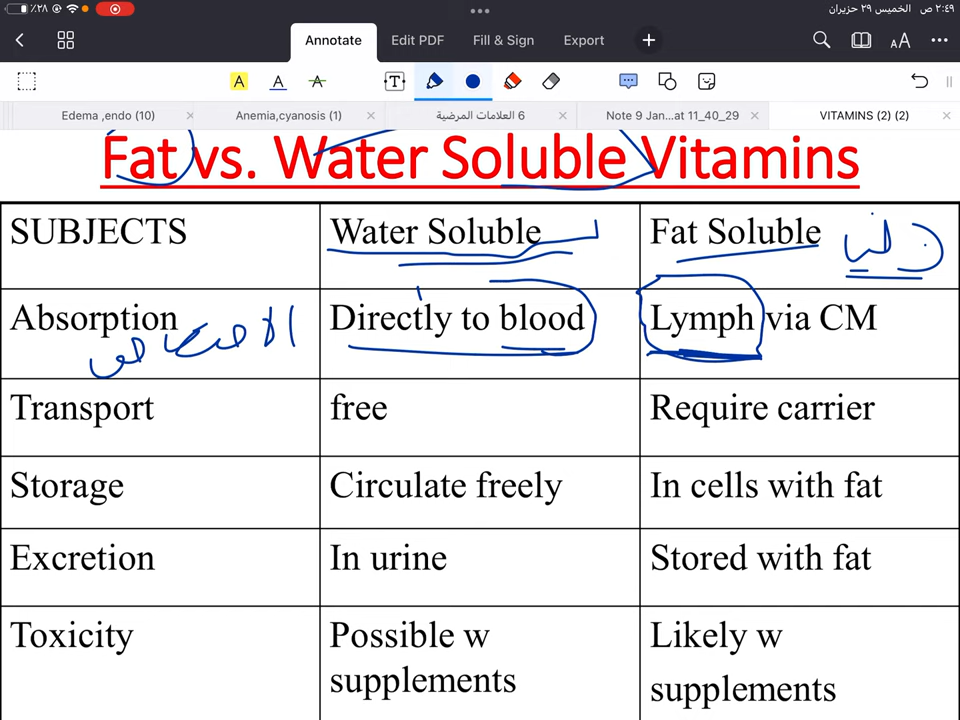 ٢:٤٩ ص الخميس ٢٩ حزيران
٪٢٨
Annotate Edit PDF Fill & Sign Export
Edema ,endo (10) Anemia,cyanosis (1) 6 العلامات المرضية Note 9 Jan...at 11_40_29 VITAMINS (2) (2)
Fat vs. Water Soluble Vitamins
SUBJECTS Water Soluble Fat Soluble
Absorption الامتصاص Directly to blood Lymph via CM
Transport free Require carrier
Storage Circulate freely In cells with fat
Excretion In urine Stored with fat
Toxicity Possible w supplements Likely w supplements